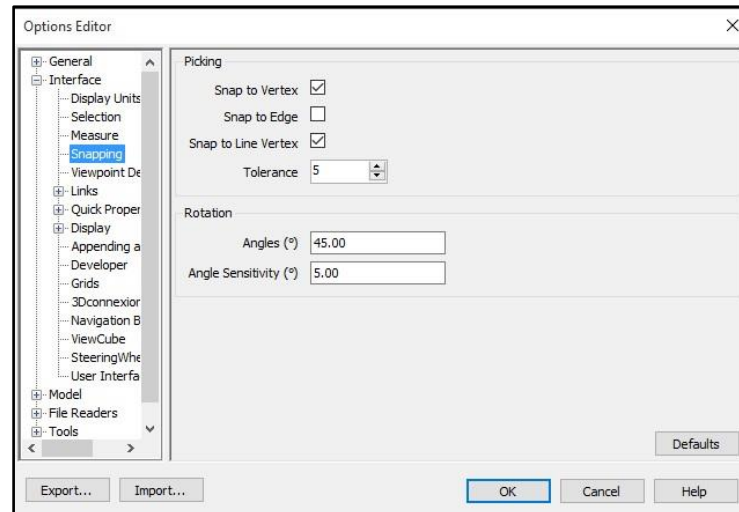 Options Editor
General
Interface
Display Units
Selection
Measure
Snapping
Viewpoint De
Links
Quick Proper
Display
Appending a
Developer
Grids
3Dconnexior
Navigation B
ViewCube
SteeringWhe
User Interfa
Model
File Readers
Tools
Picking
Snap to Vertex
Snap to Edge
Snap to Line Vertex
Tolerance 5
Rotation
Angles (°) 45.00
Angle Sensitivity (°) 5.00
Defaults
Export... Import... OK Cancel Help